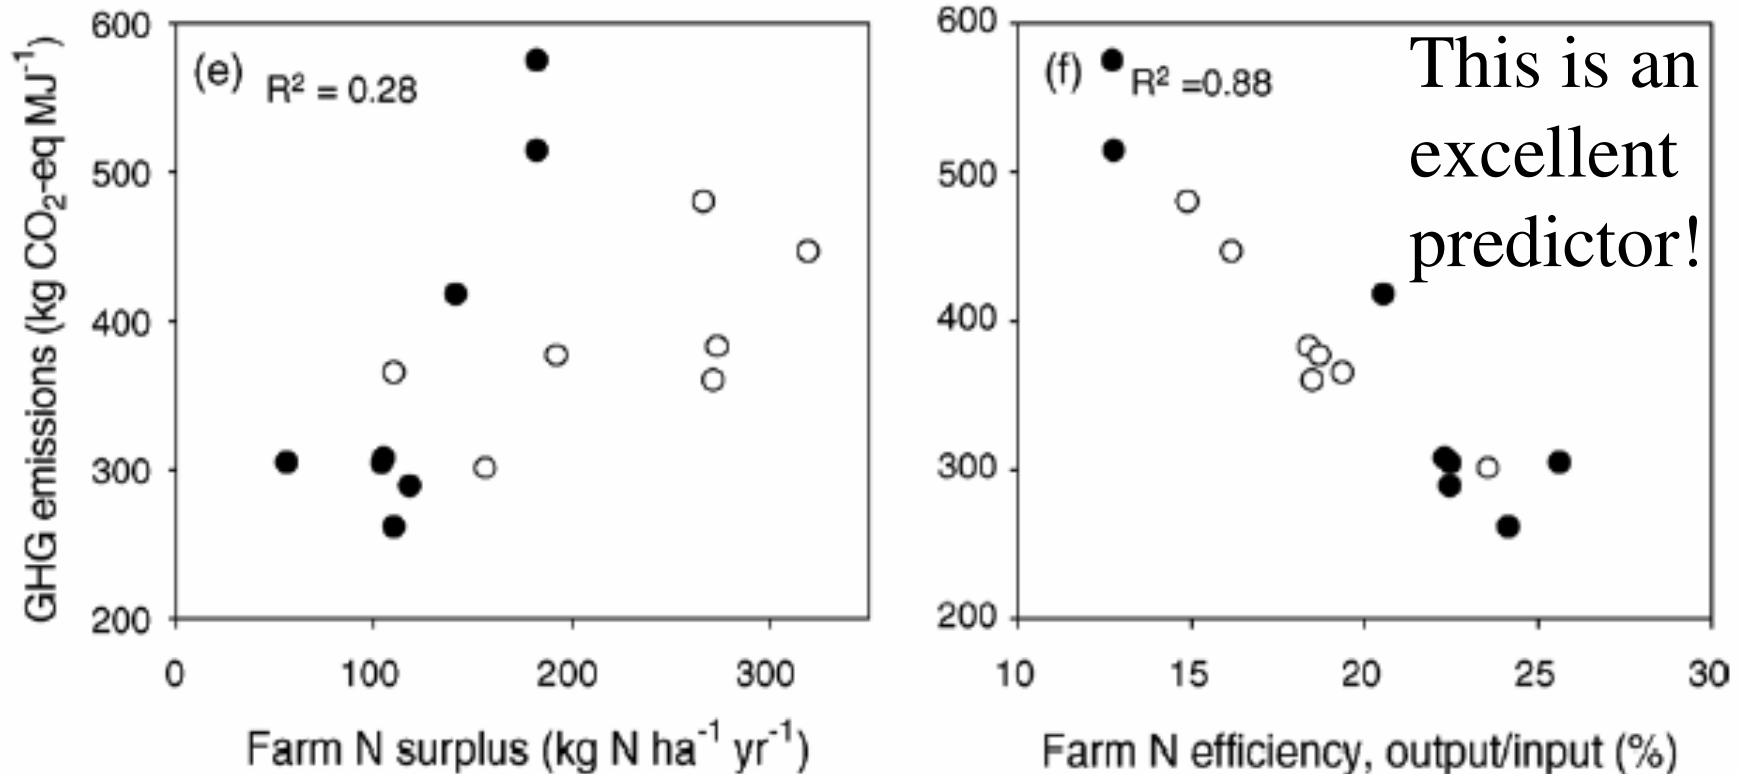 GHG emissions (kg CO₂-eq MJ⁻¹)
600
500
400
300
200
(e) R² = 0.28
0 100 200 300
Farm N surplus (kg N ha⁻¹ yr⁻¹)
600
500
400
300
200
(f) R² =0.88
This is an
excellent
predictor!
10 15 20 25 30
Farm N efficiency, output/input (%)